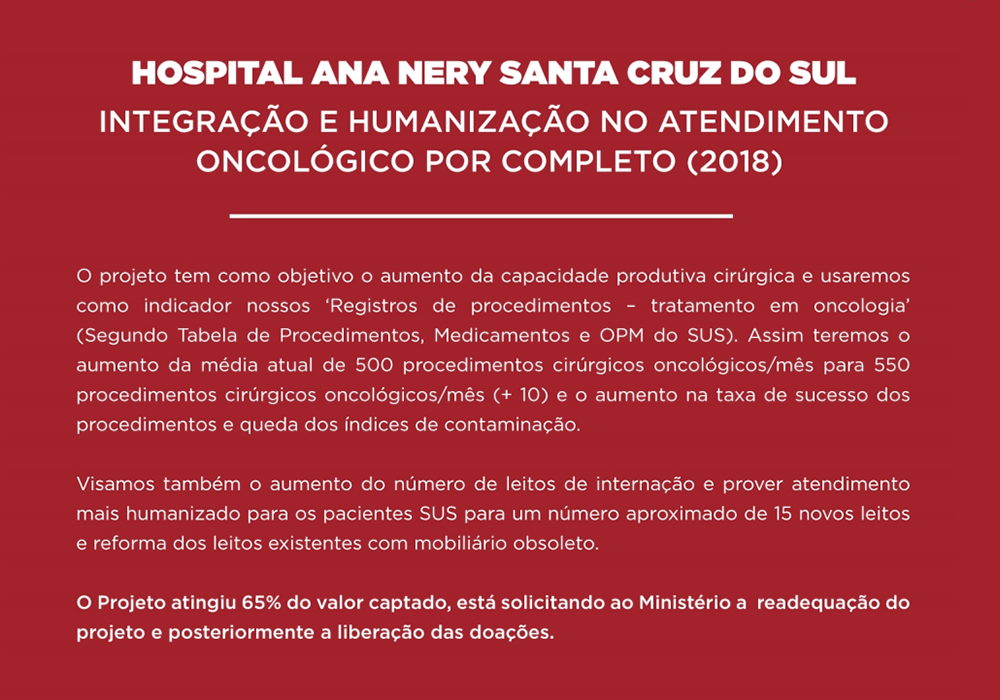 HOSPITAL ANA NERY SANTA CRUZ DO SUL
INTEGRAÇÃO E HUMANIZAÇÃO NO ATENDIMENTO
ONCOLÓGICO POR COMPLETO (2018)
O projeto tem como objetivo o aumento da capacidade produtiva cirúrgica e usaremos
como indicador nossos ‘Registros de procedimentos – tratamento em oncologia’
(Segundo Tabela de Procedimentos, Medicamentos e OPM do SUS). Assim teremos o
aumento da média atual de 500 procedimentos cirúrgicos oncológicos/mês para 550
procedimentos cirúrgicos oncológicos/mês (+ 10) e o aumento na taxa de sucesso dos
procedimentos e queda dos índices de contaminação.
Visamos também o aumento do número de leitos de internação e prover atendimento
mais humanizado para os pacientes SUS para um número aproximado de 15 novos leitos
e reforma dos leitos existentes com mobiliário obsoleto.
O Projeto atingiu 65% do valor captado, está solicitando ao Ministério a  readequação do
projeto e posteriormente a liberação das doações.